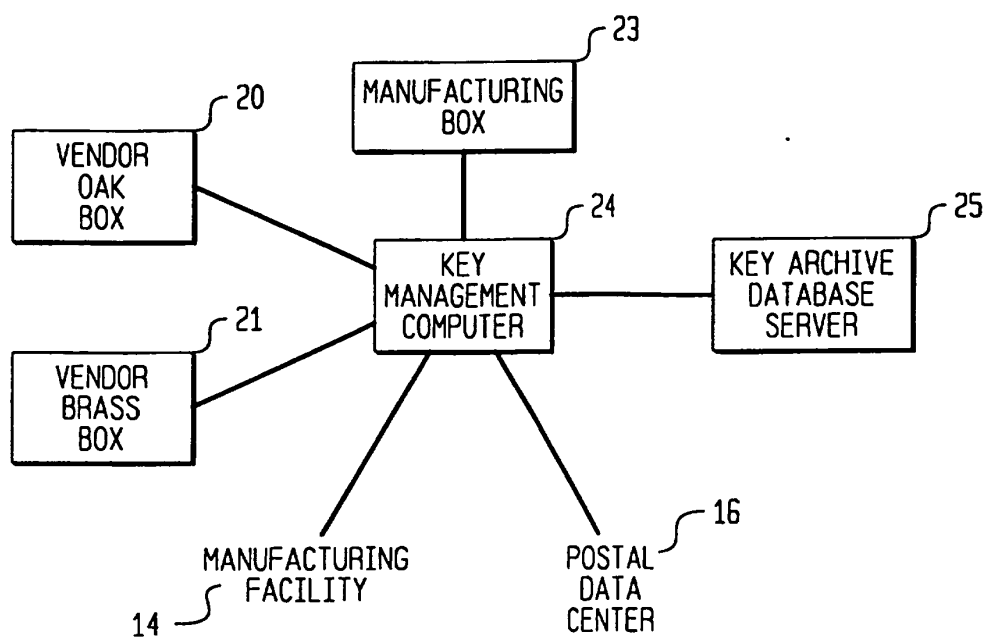 23
MANUFACTURING
BOX
20
VENDOR
OAK
BOX
24
KEY
MANAGEMENT
COMPUTER
25
KEY ARCHIVE
DATABASE
SERVER
21
VENDOR
BRASS
BOX
MANUFACTURING
FACILITY
14
16
POSTAL
DATA
CENTER